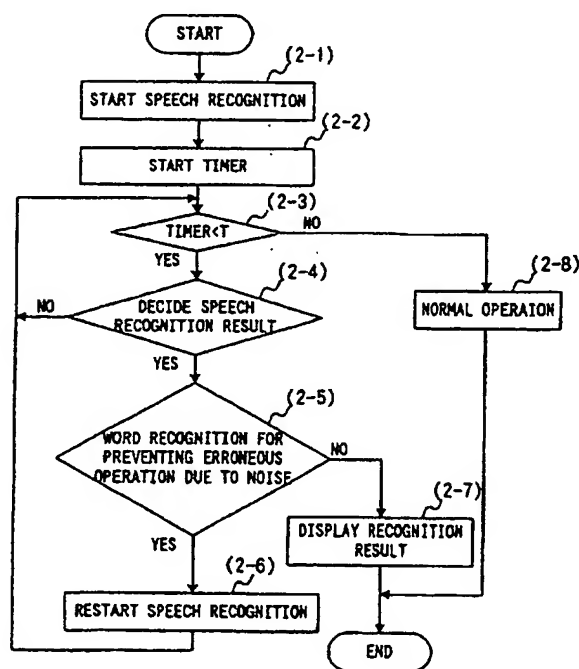 START
(2-1)
START SPEECH RECOGNITION
(2-2)
START TIMER
(2-3)
TIMER<T
NO
YES
(2-4)
(2-8)
NO
DECIDE SPEECH
RECOGNITION RESULT
NORMAL OPERAION
YES
(2-5)
WORD RECOGNITION FOR
PREVENTING ERRONEOUS
OPERATION DUE TO NOISE
NO
(2-7)
DISPLAY RECOGNITION
RESULT
YES
(2-6)
RESTART SPEECH RECOGNITION
END